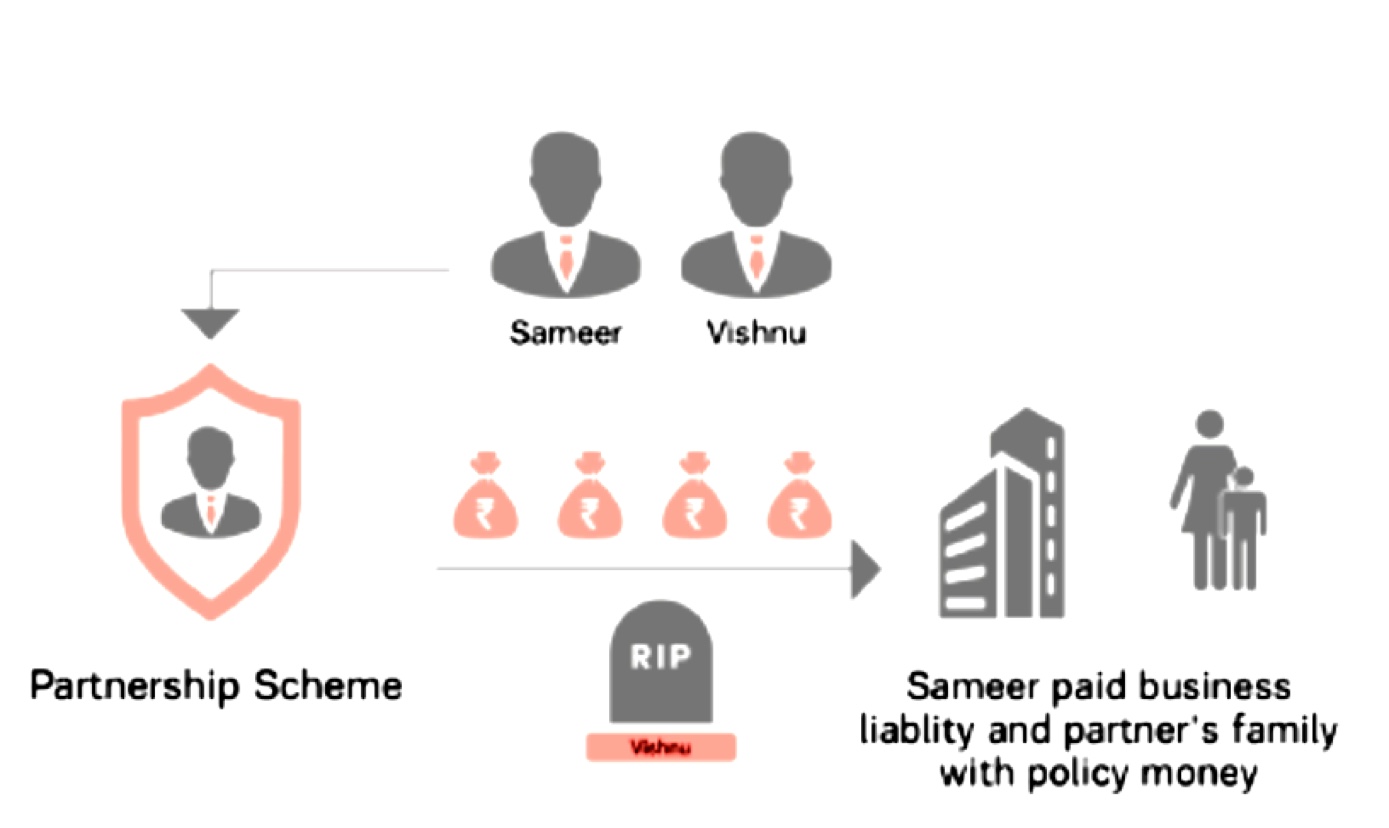 Sameer
Vishnu
₹ ₹ ₹ ₹
RIP
Vishnu
Partnership Scheme
Sameer paid business
liablity and partner's family
with policy money